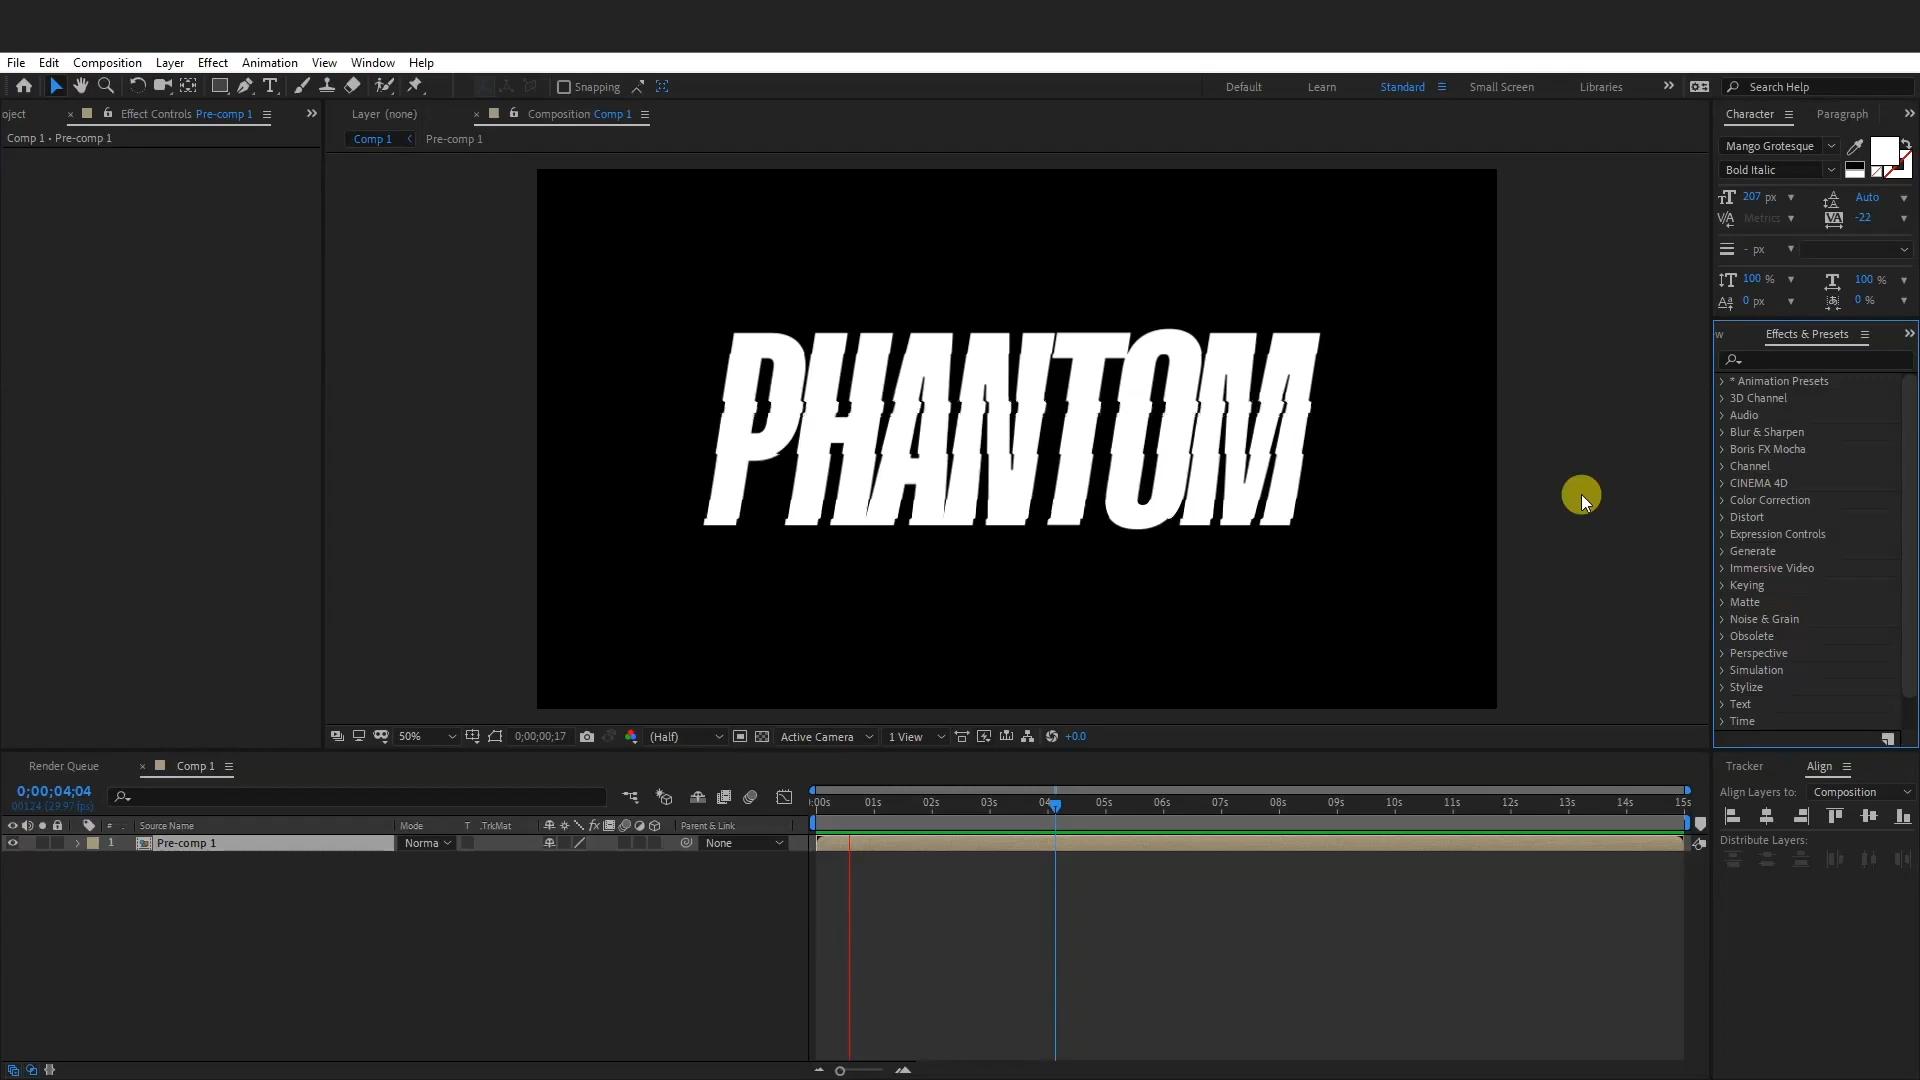 File Edit Composition Layer Effect Animation View Window Help
Snapping
Default Learn Standard Small Screen Libraries Search Help
oject Effect Controls Pre-comp 1
Comp 1 • Pre-comp 1
Layer (none) Composition Comp 1
Comp 1 Pre-comp 1
PHANTOM
50% 0;00;00;17 (Half) Active Camera 1 View +0.0
Character Paragraph
Mango Grotesque
Bold Italic
207 px Auto
Metrics -22
- px
100 % 100 %
0 px 0 %
w Effects & Presets
* Animation Presets
3D Channel
Audio
Blur & Sharpen
Boris FX Mocha
Channel
CINEMA 4D
Color Correction
Distort
Expression Controls
Generate
Immersive Video
Keying
Matte
Noise & Grain
Obsolete
Perspective
Simulation
Stylize
Text
Time
Render Queue Comp 1
0;00;04;04
00124 (29.97 fps)
# Source Name Mode T .TrkMat Parent & Link
1 Pre-comp 1 Norma None
:00s 01s 02s 03s 04 05s 06s 07s 08s 09s 10s 11s 12s 13s 14s 15s
Tracker Align
Align Layers to: Composition
Distribute Layers: